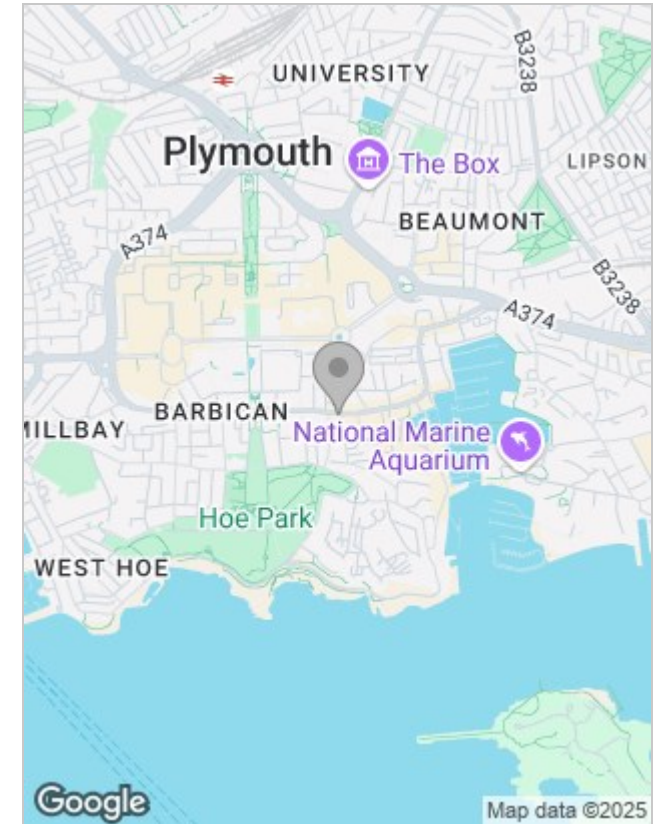 B3238
UNIVERSITY
Plymouth
The Box
LIPSON
BEAUMONT
A374
B3238
A374
BARBICAN
MILLBAY
National Marine
Aquarium
Hoe Park
WEST HOE
Google
Map data ©2025